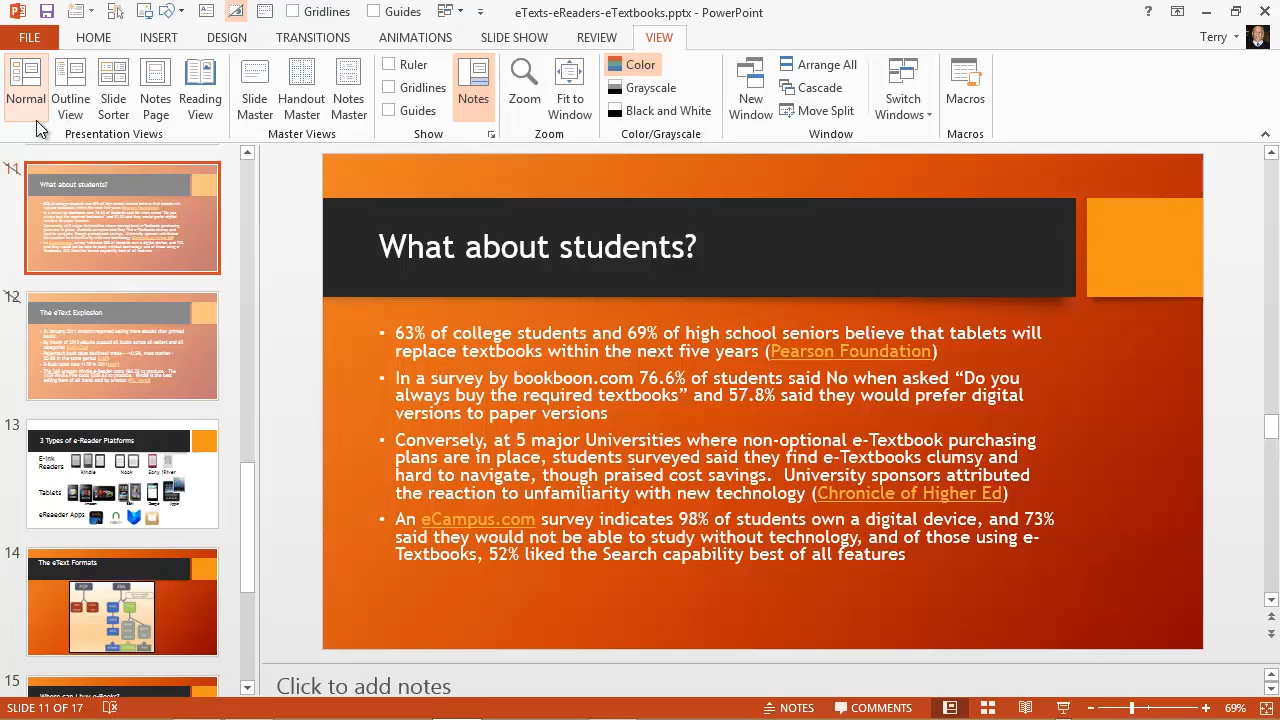 Gridlines Guides eTexts-eReaders-eTextbooks.pptx - PowerPoint ?
FILE HOME INSERT DESIGN TRANSITIONS ANIMATIONS SLIDE SHOW REVIEW VIEW Terry
Normal Outline View Slide Sorter Notes Page Reading View
Presentation Views
Slide Master Handout Master Notes Master
Master Views
Ruler
Gridlines
Guides
Notes
Show
Zoom Fit to Window
Zoom
Color
Grayscale
Black and White
Color/Grayscale
New Window
Arrange All
Cascade
Move Split
Switch Windows
Window
Macros
Macros
11
What about students?
12
The eText Explosion
13
3 Types of e-Reader Platforms
E-Ink
Readers
Kindle Nook Sony iRiver
Tablets
eReaeder Apps
14
The eText Formats
15
Where can I buy e-Books?
What about students?
• 63% of college students and 69% of high school seniors believe that tablets will
replace textbooks within the next five years (Pearson Foundation)
• In a survey by bookboon.com 76.6% of students said No when asked “Do you
always buy the required textbooks” and 57.8% said they would prefer digital
versions to paper versions
• Conversely, at 5 major Universities where non-optional e-Textbook purchasing
plans are in place, students surveyed said they find e-Textbooks clumsy and
hard to navigate, though praised cost savings. University sponsors attributed
the reaction to unfamiliarity with new technology (Chronicle of Higher Ed)
• An eCampus.com survey indicates 98% of students own a digital device, and 73%
said they would not be able to study without technology, and of those using e-
Textbooks, 52% liked the Search capability best of all features
Click to add notes
SLIDE 11 OF 17 NOTES COMMENTS 69%